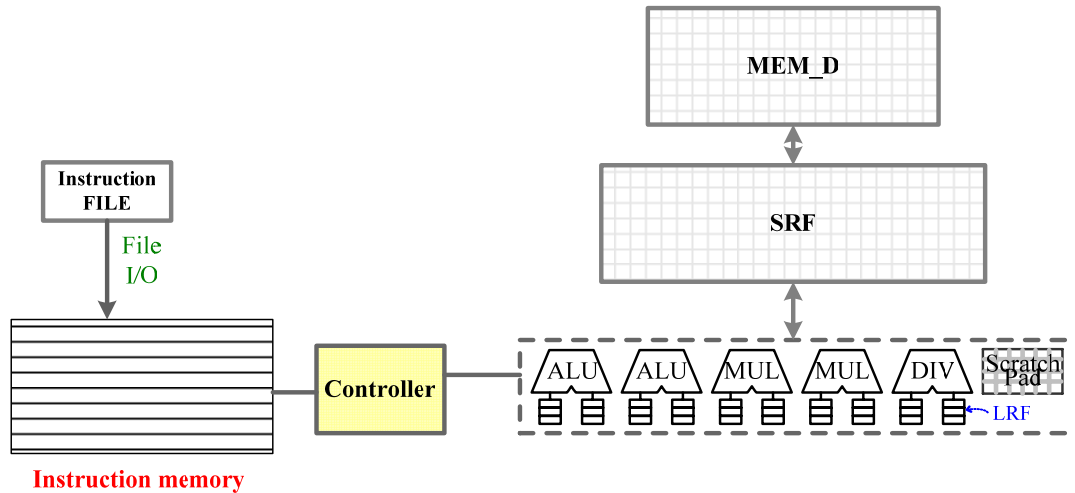 MEM_D
Instruction
FILE
SRF
File
I/O
ALU
ALU
MUL
MUL
DIV
Scratch
Pad
Controller
LRF
Instruction memory